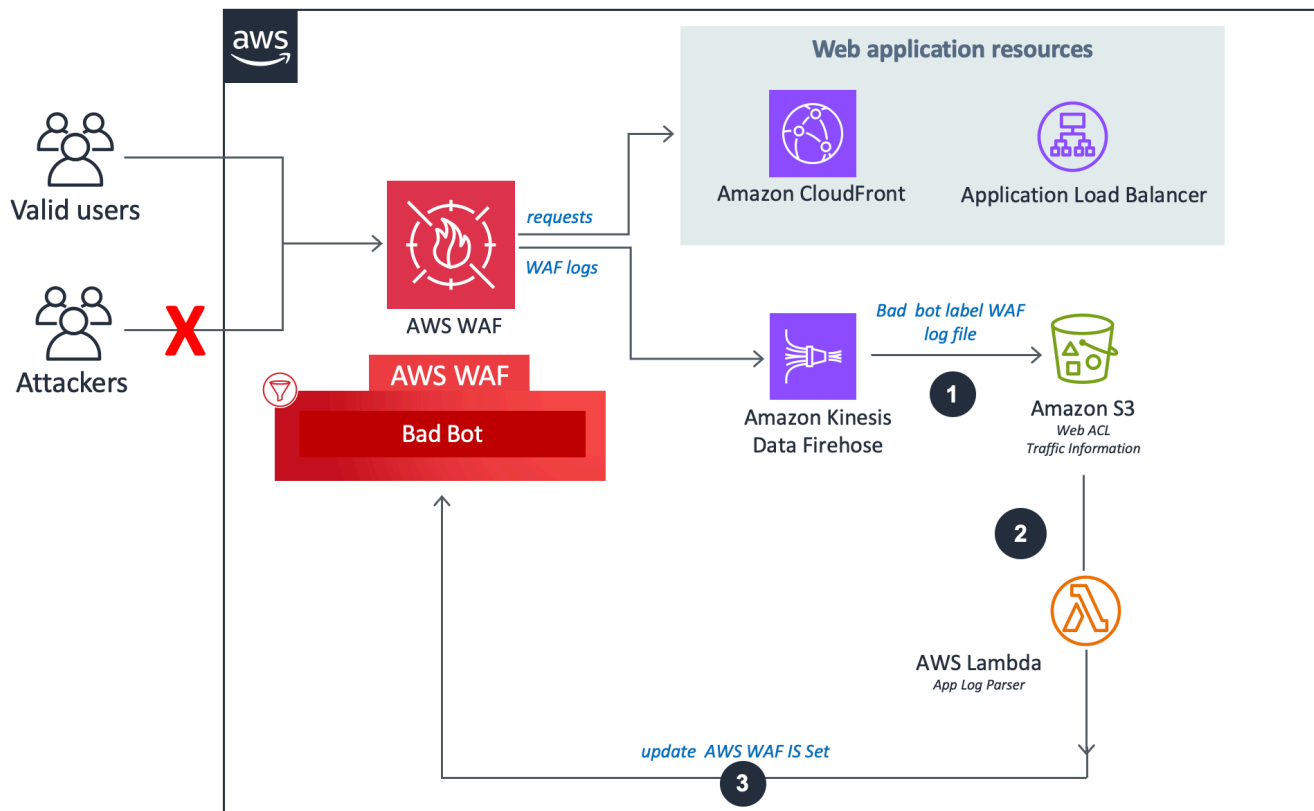 aws
Web application resources
Valid users
Amazon CloudFront
Application Load Balancer
requests
WAF logs
AWS WAF
Attackers
X
Bad bot label WAF
log file
1
AWS WAF
Bad Bot
Amazon Kinesis
Data Firehose
Amazon S3
Web ACL
Traffic Information
2
AWS Lambda
App Log Parser
update AWS WAF IS Set
3